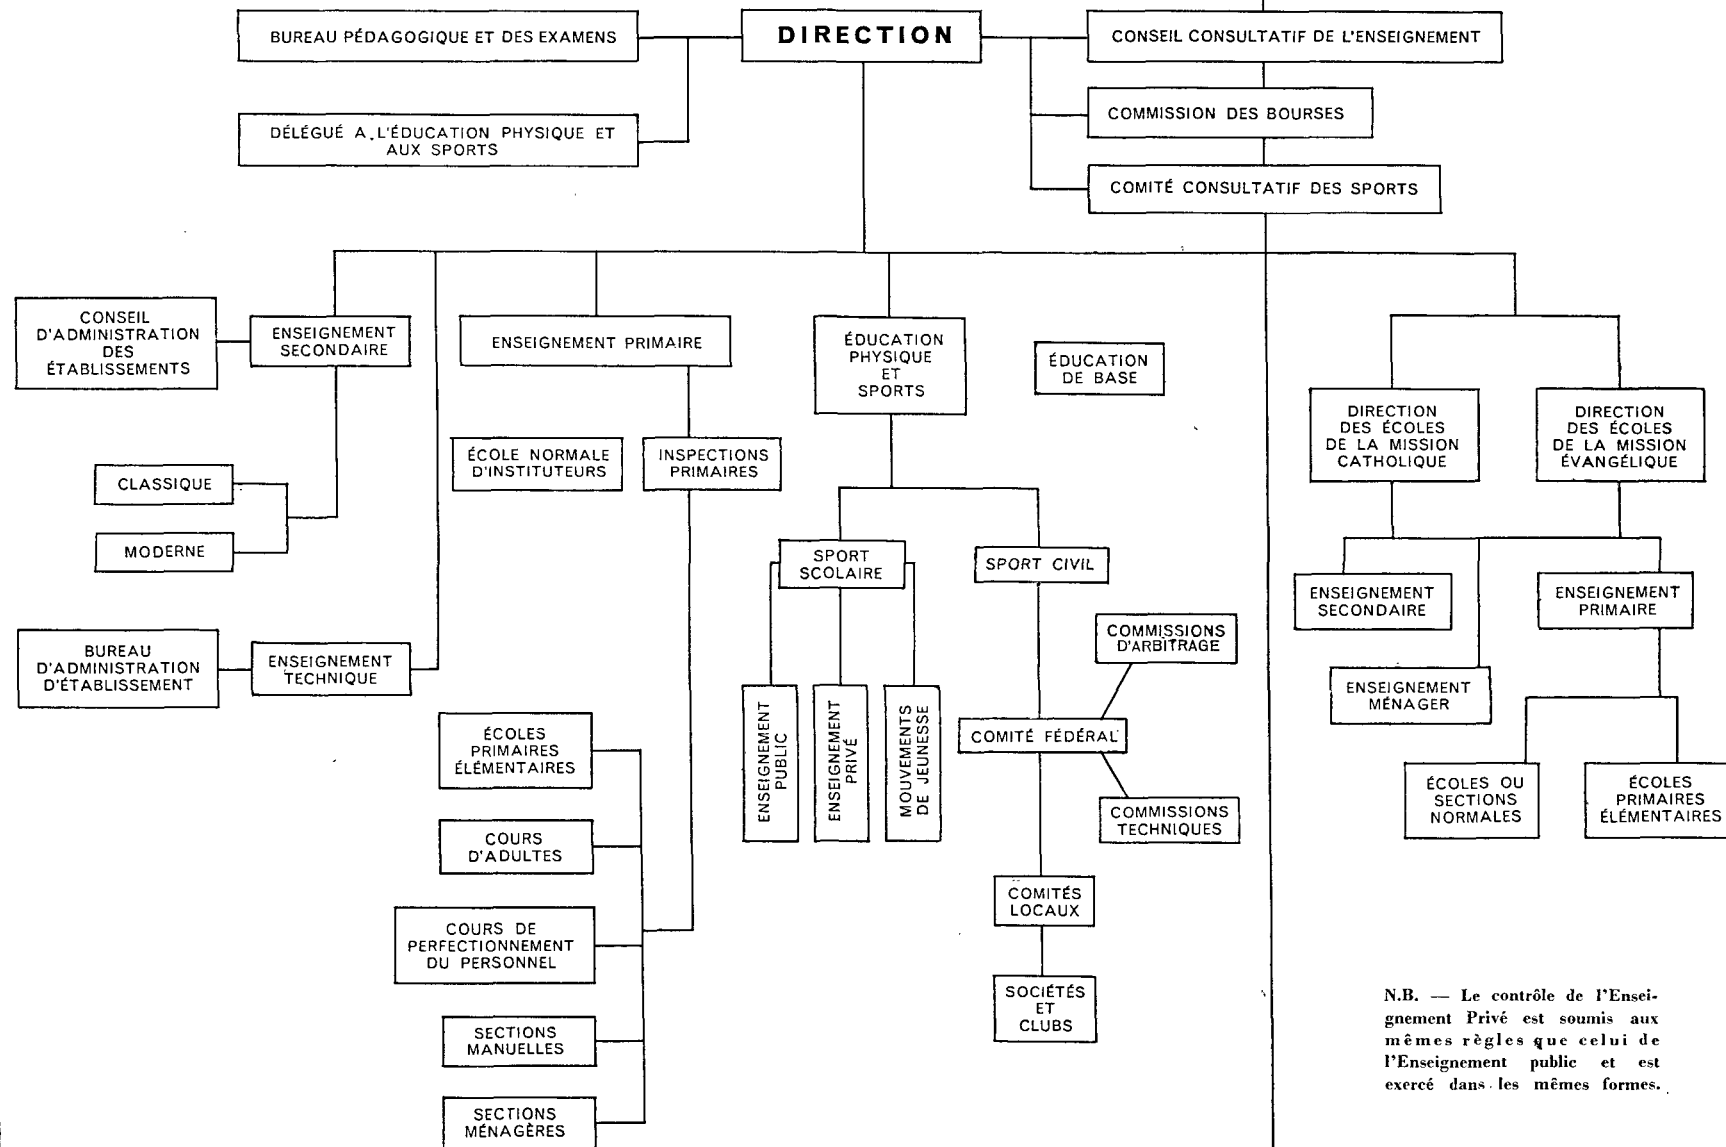 BUREAU PÉDAGOGIQUE ET DES EXAMENS
DIRECTION
CONSEIL CONSULTATIF DE L'ENSEIGNEMENT
COMMISSION DES BOURSES
DÉLÉGUÉ A L'ÉDUCATION PHYSIQUE ET
AUX SPORTS
COMITÉ CONSULTATIF DES SPORTS
CONSEIL
D'ADMINISTRATION
DES
ÉTABLISSEMENTS
ENSEIGNEMENT
SECONDAIRE
ENSEIGNEMENT PRIMAIRE
ÉDUCATION
PHYSIQUE
ET
SPORTS
ÉDUCATION
DE BASE
DIRECTION
DES ÉCOLES
DE LA MISSION
CATHOLIQUE
DIRECTION
DES ÉCOLES
DE LA MISSION
ÉVANGÉLIQUE
CLASSIQUE
MODERNE
ÉCOLE NORMALE
D'INSTITUTEURS
INSPECTIONS
PRIMAIRES
SPORT
SCOLAIRE
SPORT CIVIL
ENSEIGNEMENT
SECONDAIRE
ENSEIGNEMENT
PRIMAIRE
BUREAU
D'ADMINISTRATION
D'ÉTABLISSEMENT
ENSEIGNEMENT
TECHNIQUE
COMMISSIONS
D'ARBITRAGE
ENSEIGNEMENT
MÉNAGER
ÉCOLES
PRIMAIRES
ÉLÉMENTAIRES
ENSEIGNEMENT
PUBLIC
ENSEIGNEMENT
PRIVÉ
MOUVEMENTS
DE JEUNESSE
COMITÉ FÉDÉRAL
COMMISSIONS
TECHNIQUES
ÉCOLES OU
SECTIONS
NORMALES
ÉCOLES
PRIMAIRES
ÉLÉMENTAIRES
COURS
D'ADULTES
COMITÉS
LOCAUX
COURS DE
PERFECTIONNEMENT
DU PERSONNEL
SOCIÉTÉS
ET
CLUBS
SECTIONS
MANUELLES
SECTIONS
MÉNAGÈRES
N.B. — Le contrôle de l'Ensei-
gnement Privé est soumis aux
mêmes règles que celui de
l'Enseignement public et est
exercé dans les mêmes formes.